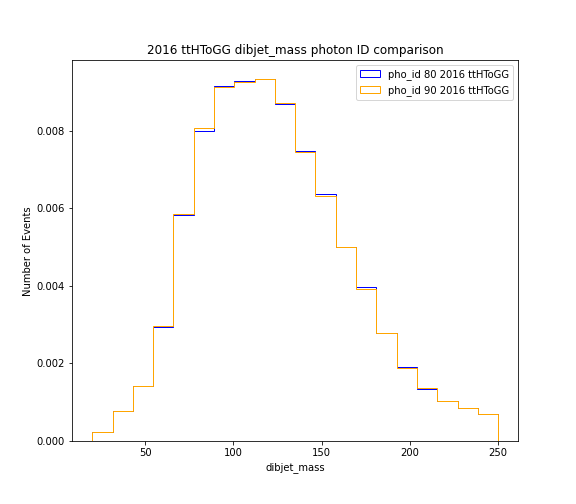 2016 ttHToGG dibjet_mass photon ID comparison
pho_id 80 2016 ttHToGG
pho_id 90 2016 ttHToGG
Number of Events
0.008
0.006
0.004
0.002
0.000
50
100
150
200
250
dibjet_mass